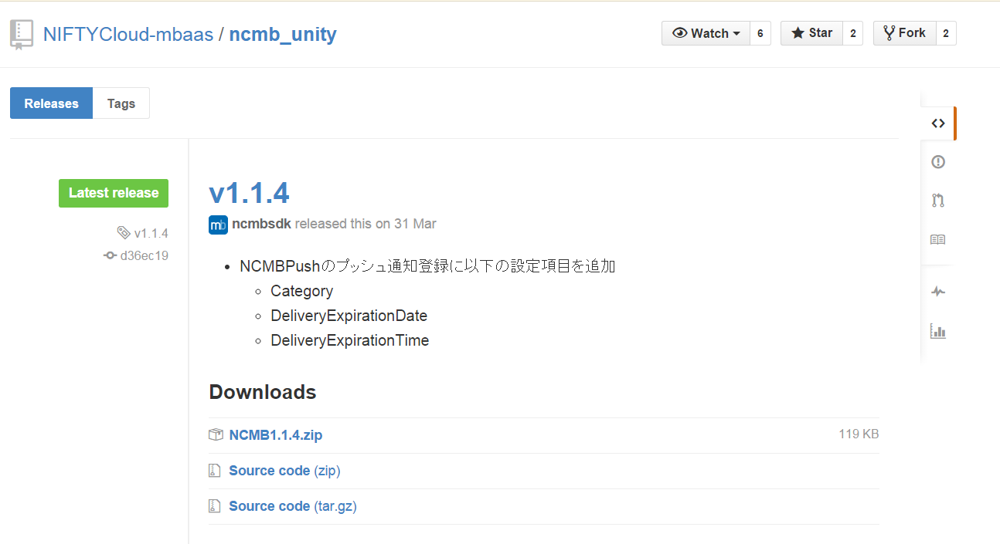 NIFTYCloud-mbaas / ncmb_unity
Watch 6 Star 2 Fork 2
Releases Tags
Latest release
v1.1.4
d36ec19
v1.1.4
mb ncmbsdk released this on 31 Mar
NCMBPushのプッシュ通知登録に以下の設定項目を追加
Category
DeliveryExpirationDate
DeliveryExpirationTime
Downloads
NCMB1.1.4.zip 119 KB
Source code (zip)
Source code (tar.gz)